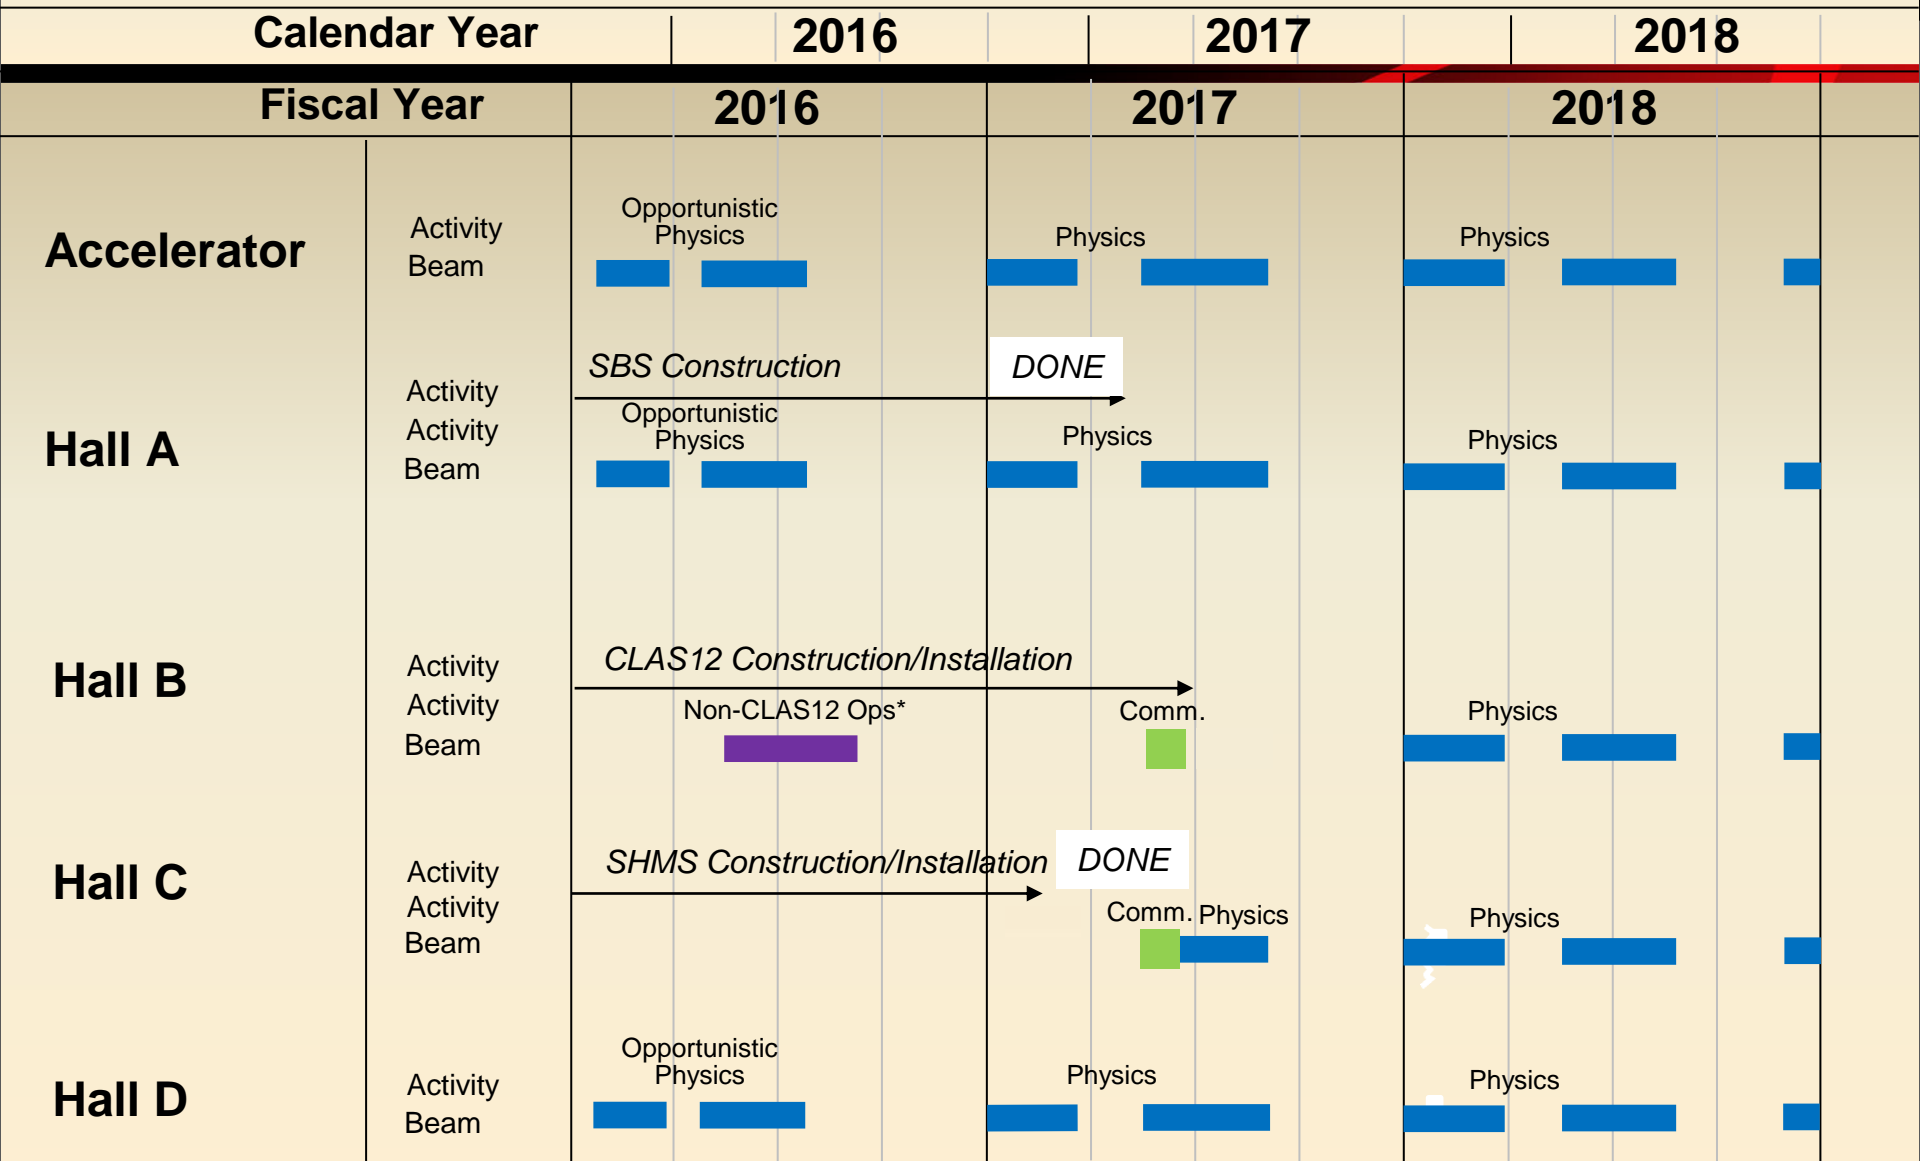 Calendar Year 2016 2017 2018
Fiscal Year 2016 2017 2018
Opportunistic
Physics
Physics
Physics
Accelerator
Activity
Beam
SBS Construction
DONE
Activity
Opportunistic
Physics
Physics
Physics
Hall A
Activity
Beam
CLAS12 Construction/Installation
Hall B
Activity
Activity
Non-CLAS12 Ops*
Comm.
Physics
Beam
SHMS Construction/Installation
DONE
Hall C
Activity
Activity
Comm. Physics
Physics
Beam
Opportunistic
Physics
Physics
Physics
Hall D
Activity
Beam